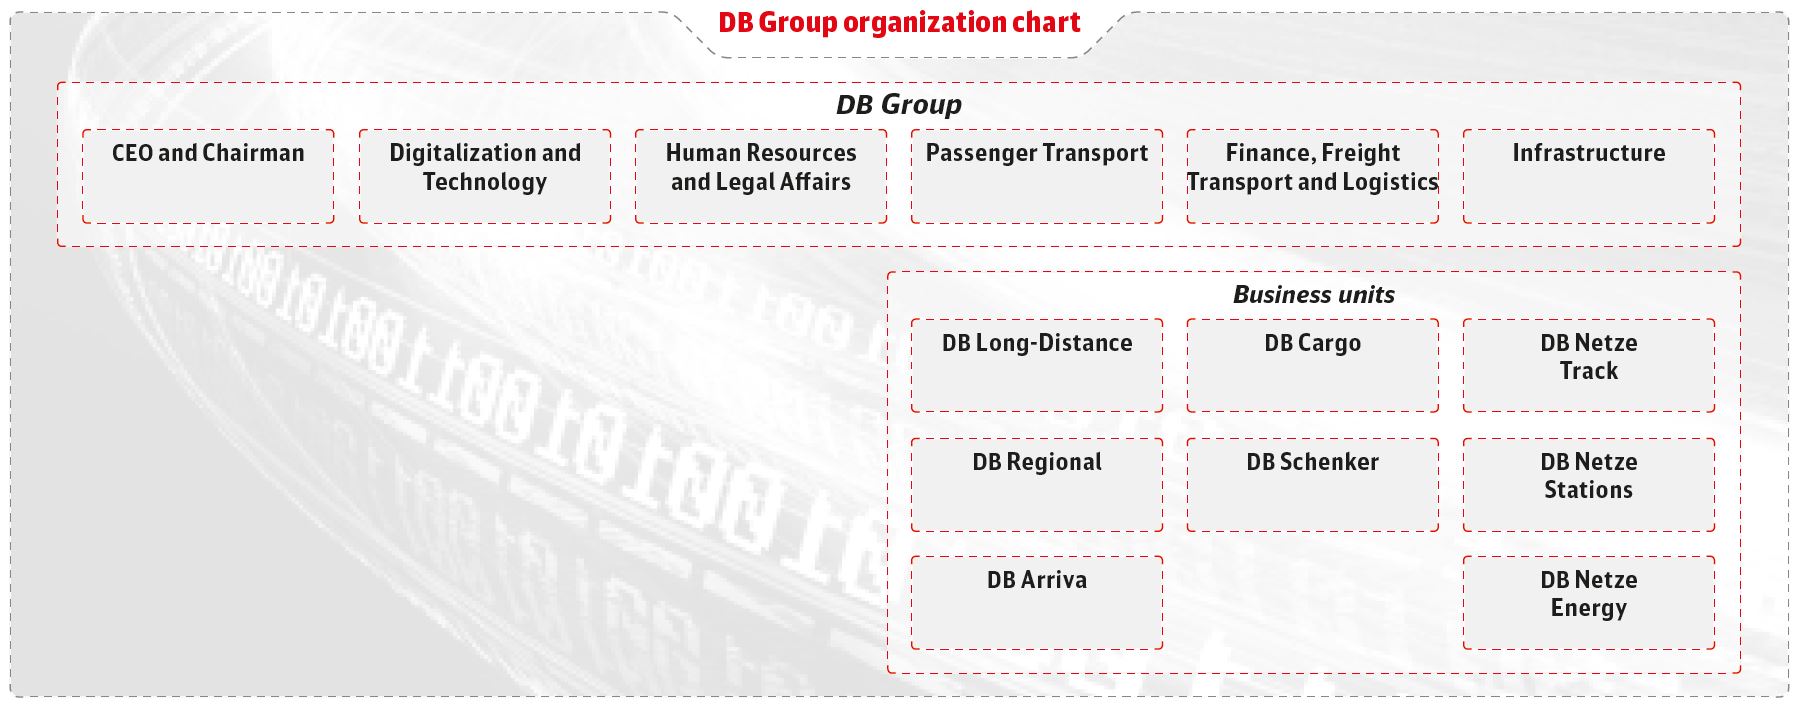 DB Group organization chart
DB Group
CEO and Chairman
Digitalization and
Technology
Human Resources
and Legal Affairs
Passenger Transport
Finance, Freight
Transport and Logistics
Infrastructure
Business units
DB Long-Distance
DB Cargo
DB Netze
Track
DB Regional
DB Schenker
DB Netze
Stations
DB Arriva
DB Netze
Energy